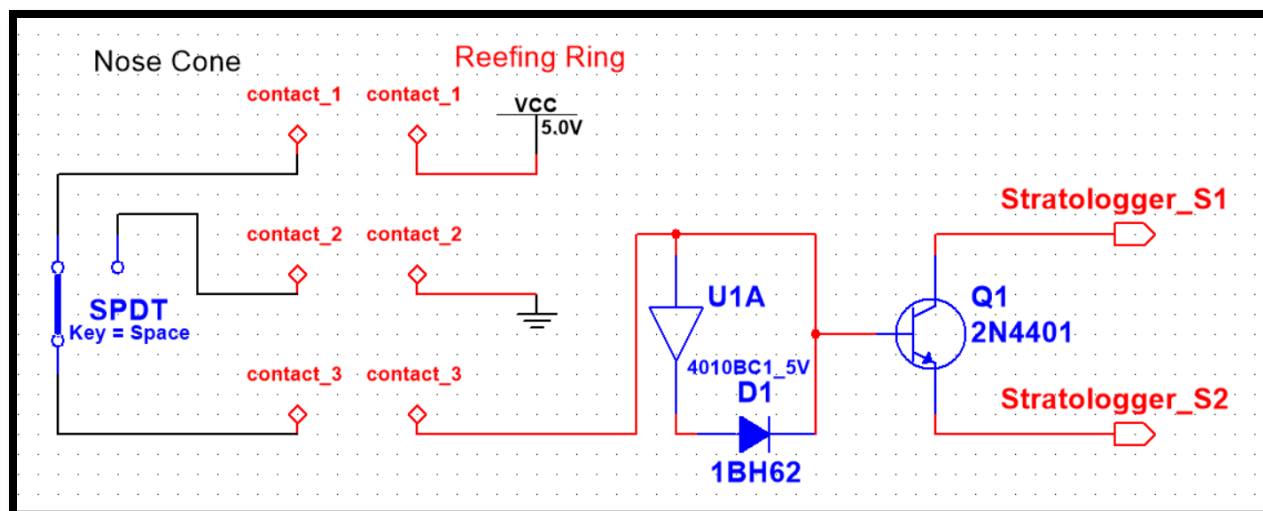 Nose Cone
Reefing Ring
contact_1
contact_1
VCC
5.0V
Stratologger_S1
contact_2
contact_2
SPDT
Key = Space
U1A
4010BC1_5V
Q1
2N4401
contact_3
contact_3
D1
1BH62
Stratologger_S2